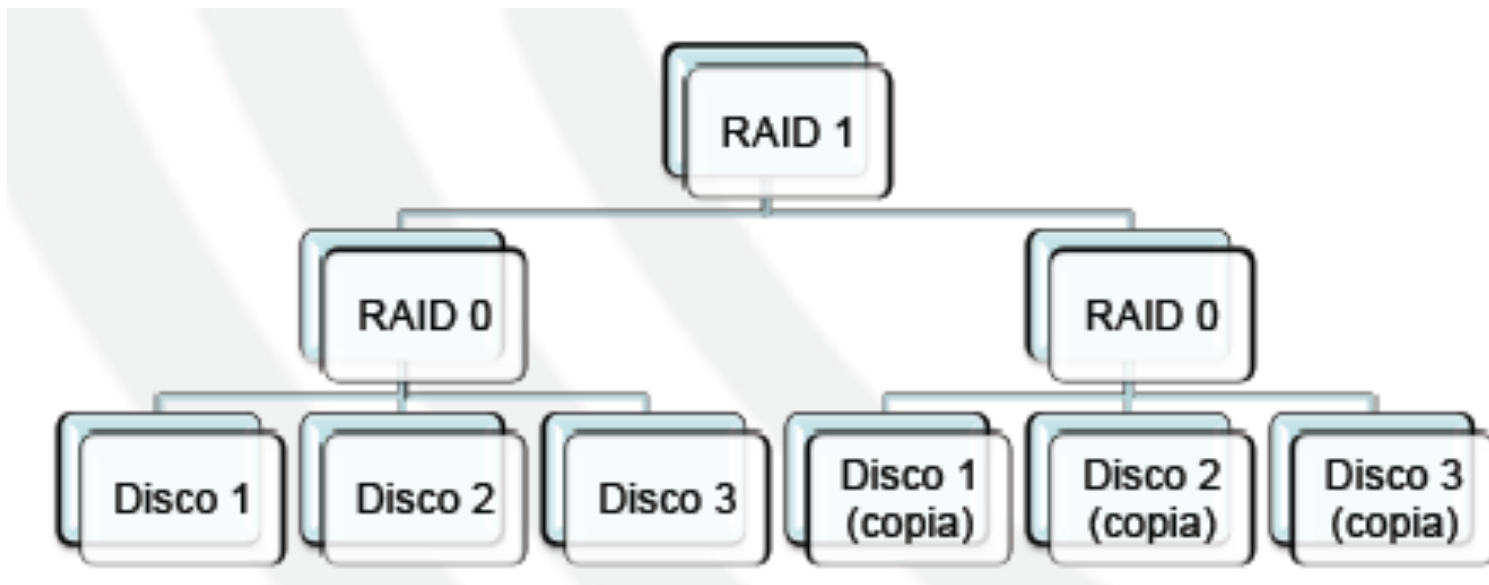 RAID 1
RAID 0
RAID 0
Disco 1
Disco 2
Disco 3
Disco 1
(copia)
Disco 2
(copia)
Disco 3
(copia)